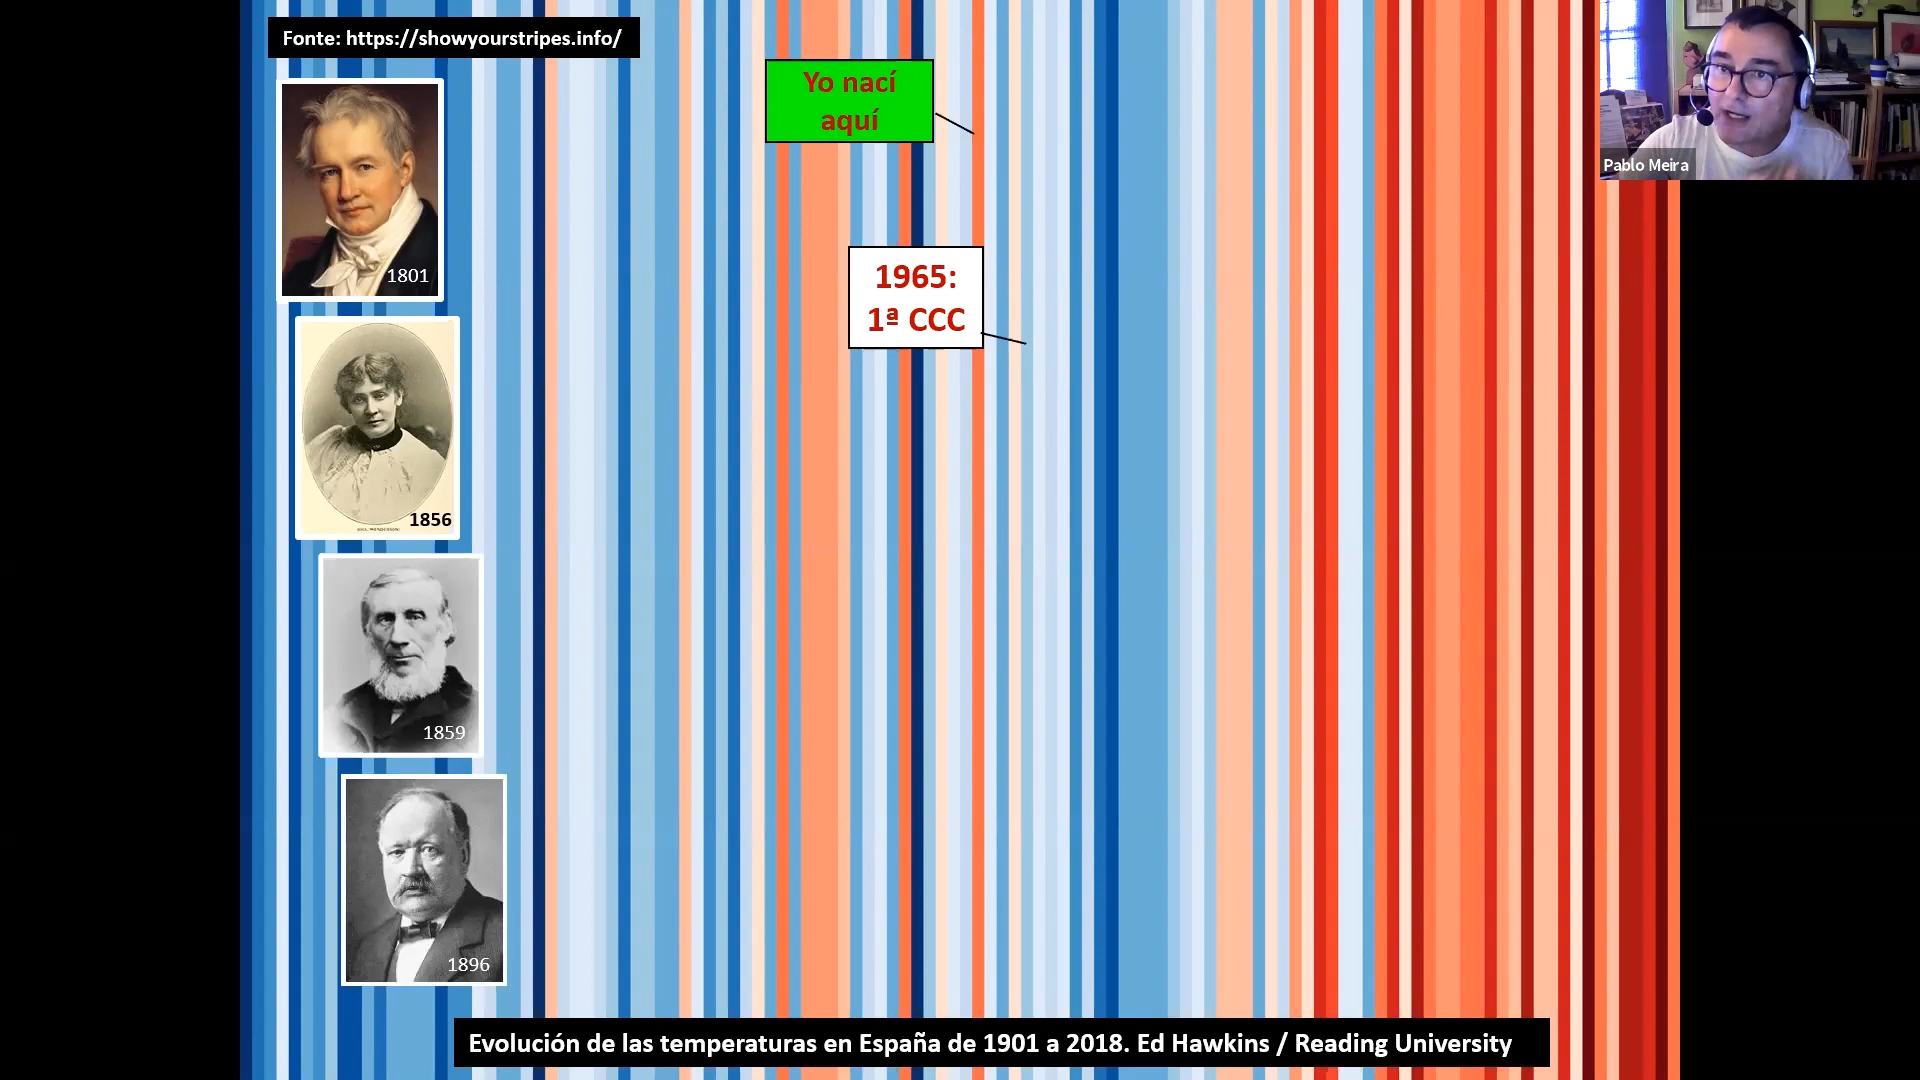 Fonte: https://showyourstripes.info/
Yo nací
aquí
Pablo Meira
1801
1965:
1ª CCC
1856
1859
1896
Evolución de las temperaturas en España de 1901 a 2018. Ed Hawkins / Reading University